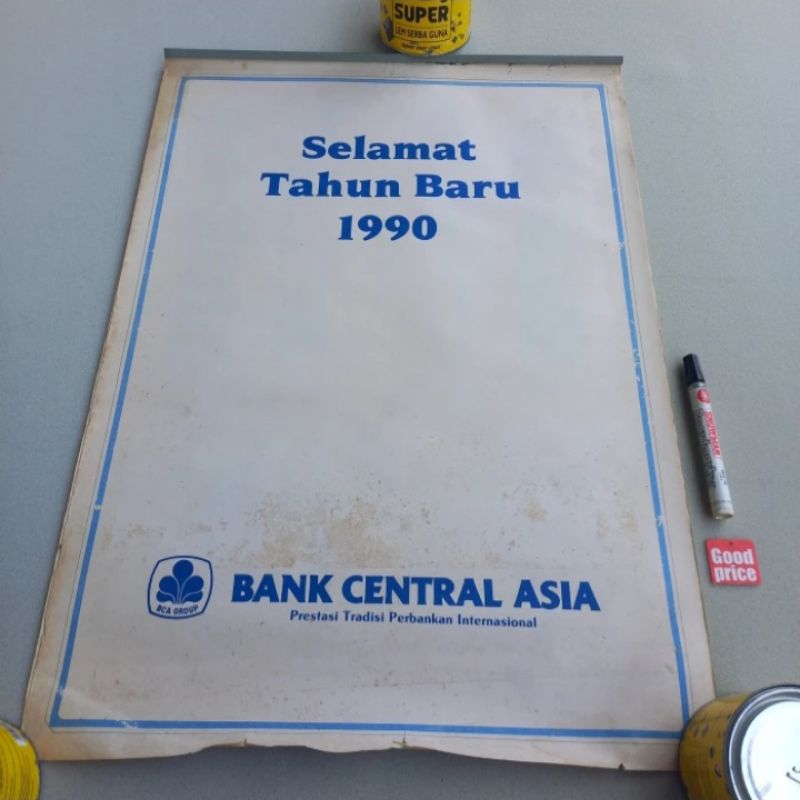 SUPER
LEM SERBA GUNA
Selamat
Tahun Baru
1990
BCA GROUP
BANK CENTRAL ASIA
Prestasi Tradisi Perbankan Internasional
Good
price